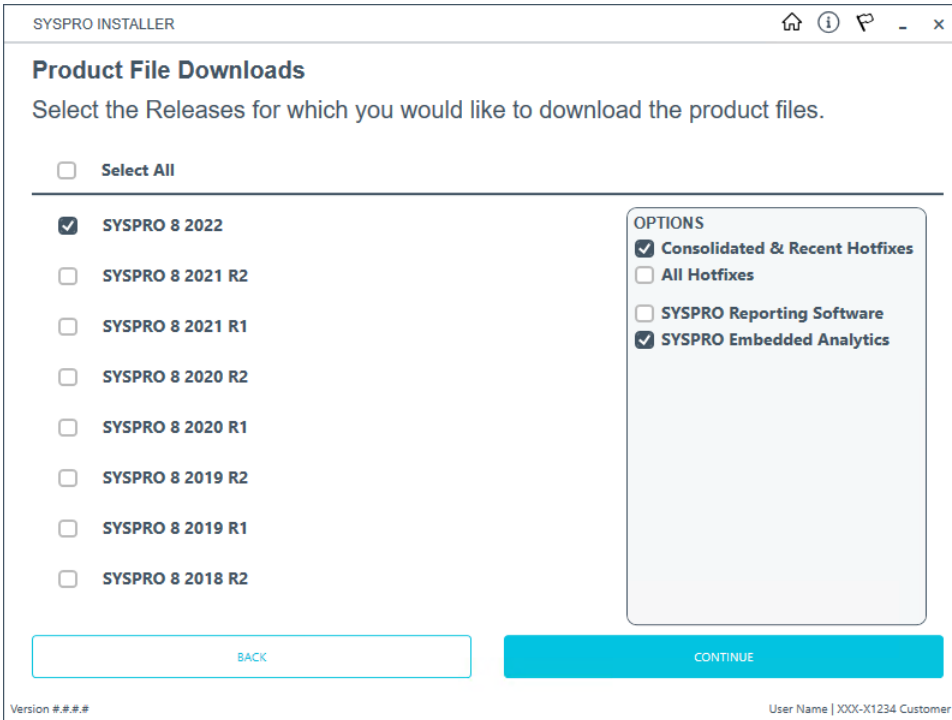 SYSPRO INSTALLER
Product File Downloads
Select the Releases for which you would like to download the product files.
Select All
SYSPRO 8 2022
SYSPRO 8 2021 R2
SYSPRO 8 2021 R1
SYSPRO 8 2020 R2
SYSPRO 8 2020 R1
SYSPRO 8 2019 R2
SYSPRO 8 2019 R1
SYSPRO 8 2018 R2
OPTIONS
Consolidated & Recent Hotfixes
All Hotfixes
SYSPRO Reporting Software
SYSPRO Embedded Analytics
BACK
CONTINUE
Version #.#.#.#
User Name | XXX-X1234 Customer